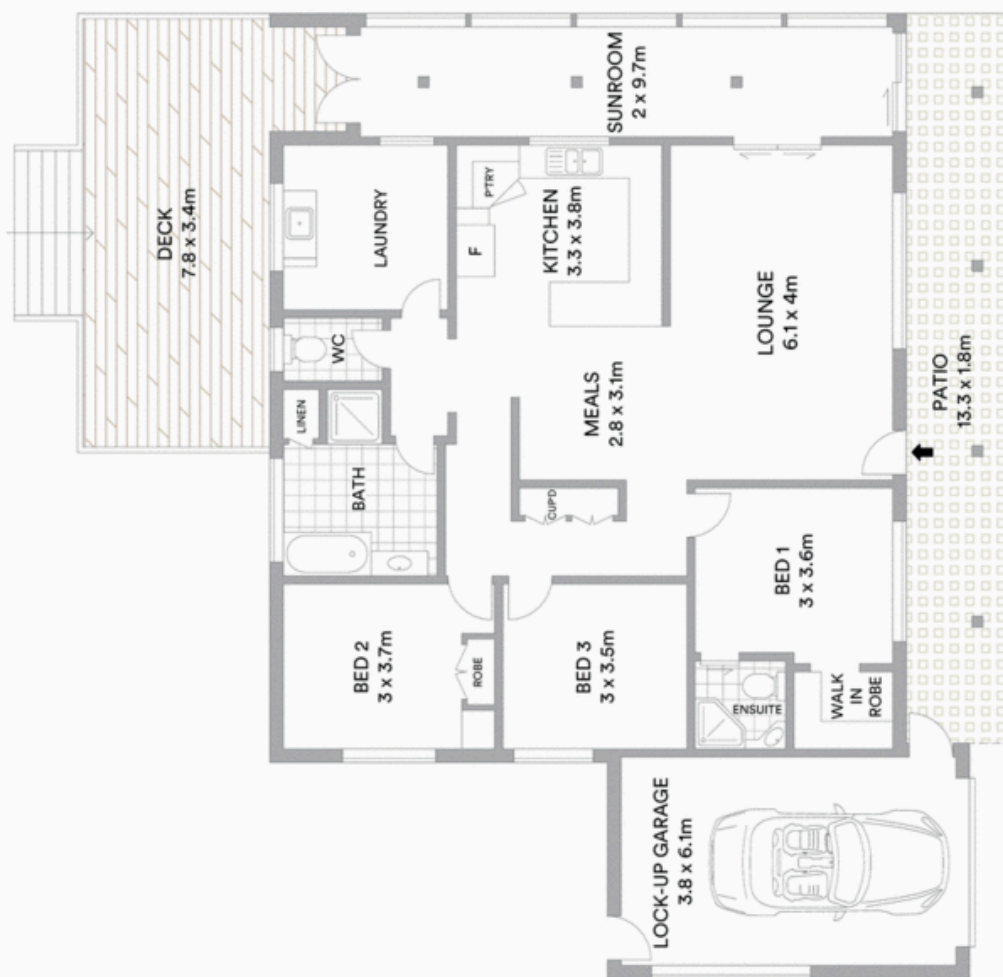 SUNROOM
2 x 9.7m
DECK
7.8 x 3.4m
LAUNDRY
P'TRY
F
KITCHEN
3.3 x 3.8m
LOUNGE
6.1 x 4m
WC
MEALS
2.8 x 3.1m
PATIO
13.3 x 1.8m
LINEN
BATH
CUP'D
BED 1
3 x 3.6m
BED 2
3 x 3.7m
ROBE
BED 3
3 x 3.5m
ENSUITE
WALK
IN
ROBE
LOCK-UP GARAGE
3.8 x 6.1m